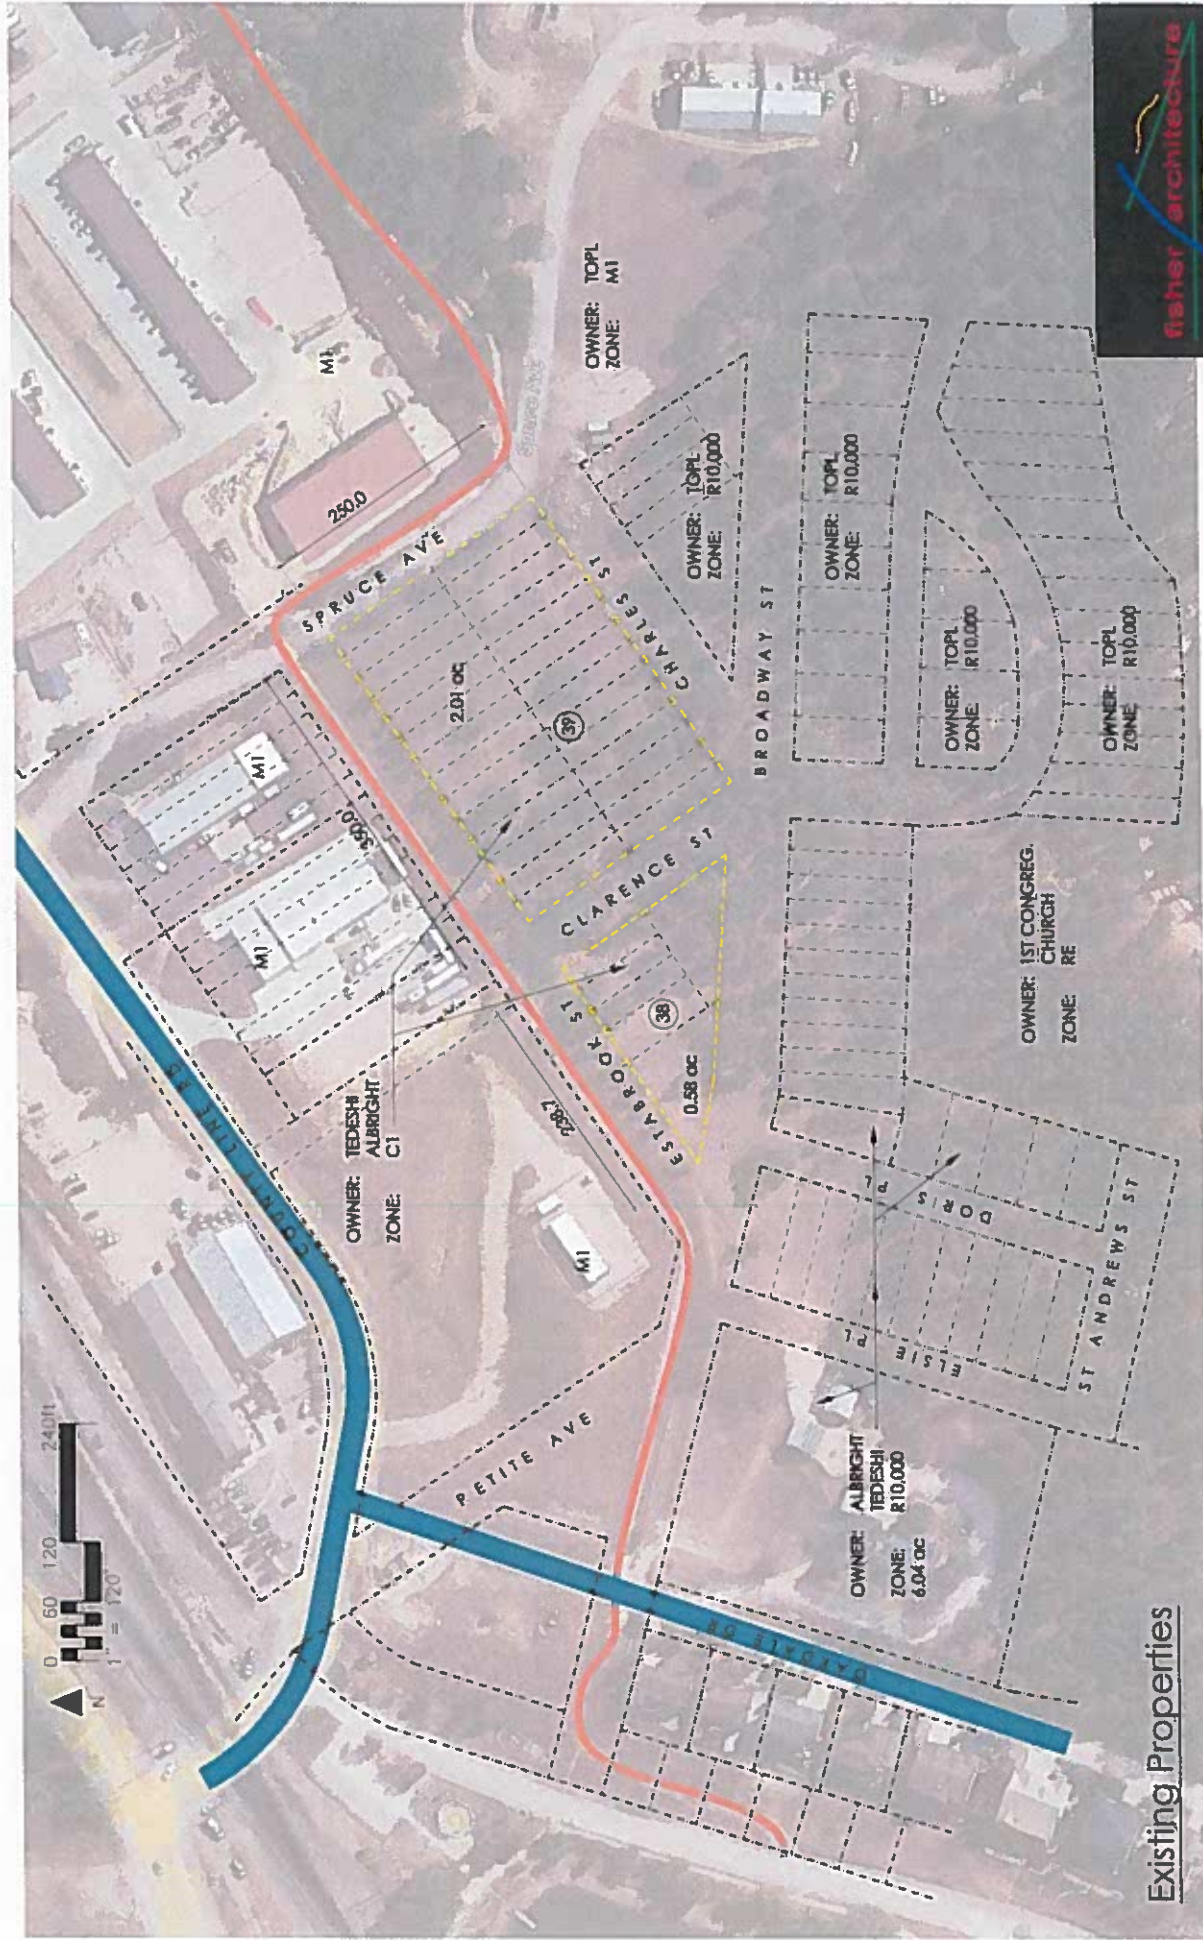 0 60 120 240ft
1" = 120'
N
COUNTY LINE RD
M1
M1
M1
M1
250.0
350.0
SPRUCE AVE
2.01 ac
39
CHARLES ST
CLARENCE ST
ESTABROOK ST
38
0.58 ac
OWNER: TEDESHI
ALBRIGHT
ZONE: C1
PETITE AVE
OAKDALE DR
OWNER: TOPL
ZONE: M1
OWNER: TOPL
ZONE: R10,000
BROADWAY ST
OWNER: TOPL
ZONE: R10,000
OWNER: TOPL
ZONE: R10,000
OWNER: TOPL
ZONE: R10,000
OWNER: 1ST CONGREG.
CHURCH
ZONE: RE
DORIS PL
ELSIE PL
ST ANDREWS ST
OWNER: ALBRIGHT
TEDESHI
ZONE: R10,000
6.04 ac
Existing Properties
fisher architecture